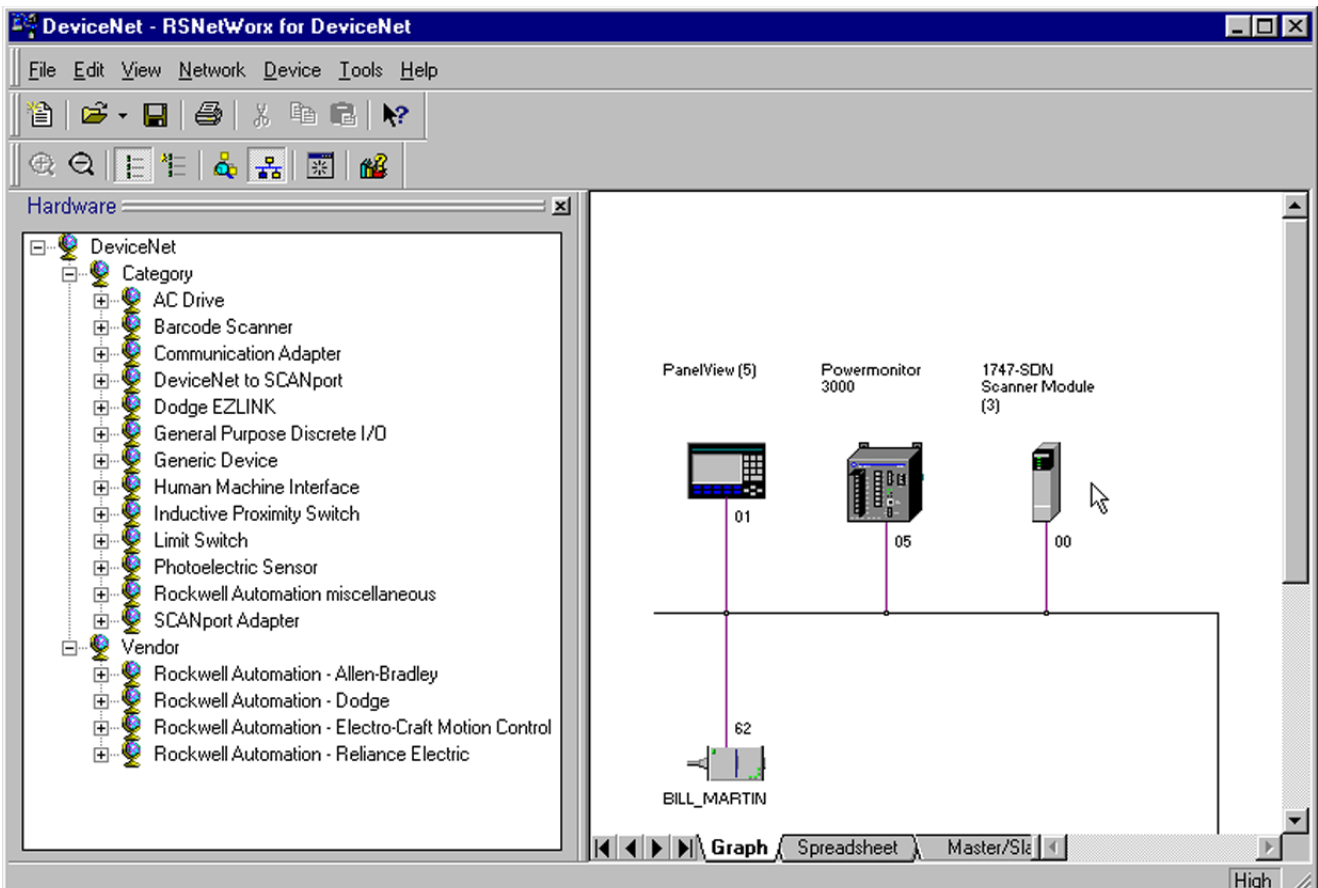 DeviceNet - RSNetWorx for DeviceNet
File Edit View Network Device Tools Help
Hardware
DeviceNet
Category
AC Drive
Barcode Scanner
Communication Adapter
DeviceNet to SCANport
Dodge EZLINK
General Purpose Discrete I/O
Generic Device
Human Machine Interface
Inductive Proximity Switch
Limit Switch
Photoelectric Sensor
Rockwell Automation miscellaneous
SCANport Adapter
Vendor
Rockwell Automation - Allen-Bradley
Rockwell Automation - Dodge
Rockwell Automation - Electro-Craft Motion Control
Rockwell Automation - Reliance Electric
PanelView (5)
Powermonitor
3000
1747-SDN
Scanner Module
(3)
01
05
00
62
BILL_MARTIN
Graph Spreadsheet Master/Sla
High